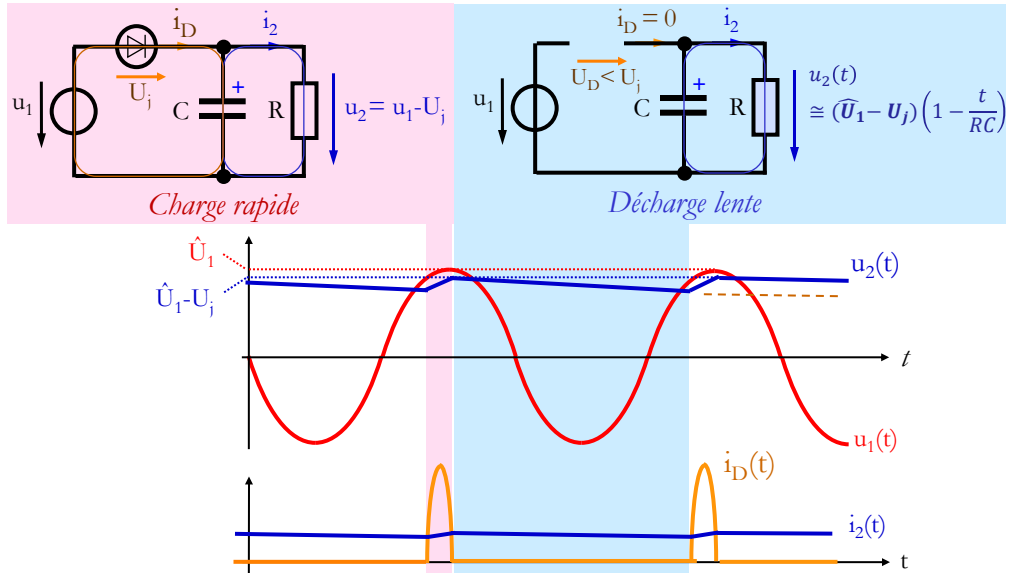 i_D
i_2
u_1
U_j
C
+
R
u_2 = u_1-U_j
Charge rapide
i_D = 0
i_2
u_1
U_D < U_j
C
+
R
u_2(t)
≅ (Û_1 − U_j) (1 − t/RC)
Décharge lente
Û_1
Û_1-U_j
u_2(t)
t
u_1(t)
i_D(t)
i_2(t)
t